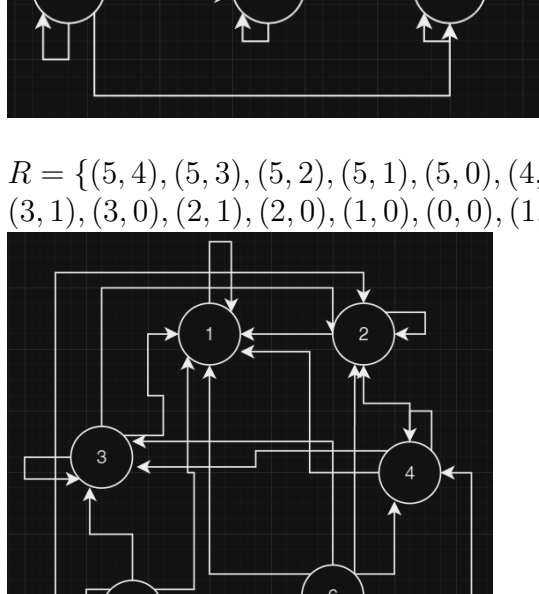 R = {(5, 4), (5, 3), (5, 2), (5, 1), (5, 0), (4,
(3, 1), (3, 0), (2, 1), (2, 0), (1, 0), (0, 0), (1
1
2
3
4